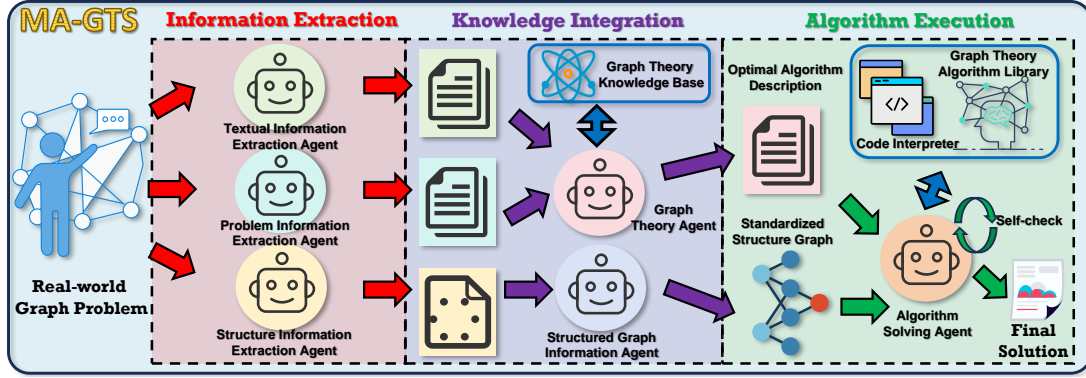 MA-GTS
Information Extraction
Knowledge Integration
Algorithm Execution
Real-world
Graph Problem
Textual Information
Extraction Agent
Problem Information
Extraction Agent
Structure Information
Extraction Agent
Graph Theory
Knowledge Base
Graph
Theory Agent
Structured Graph
Information Agent
Optimal Algorithm
Description
Graph Theory
Algorithm Library
</>
Code Interpreter
Standardized
Structure Graph
Self-check
Algorithm
Solving Agent
Final
Solution